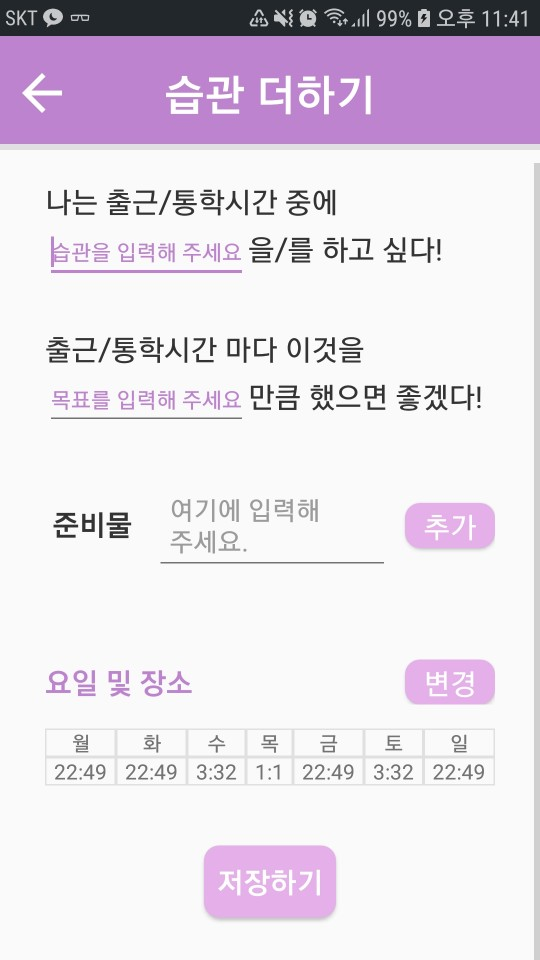 SKT 99% 오후 11:41
습관 더하기
나는 출근/통학시간 중에
습관을 입력해 주세요 을/를 하고 싶다!
출근/통학시간 마다 이것을
목표를 입력해 주세요 만큼 했으면 좋겠다!
준비물 여기에 입력해 주세요. 추가
요일 및 장소 변경
월 화 수 목 금 토 일
22:49 22:49 3:32 1:1 22:49 3:32 22:49
저장하기